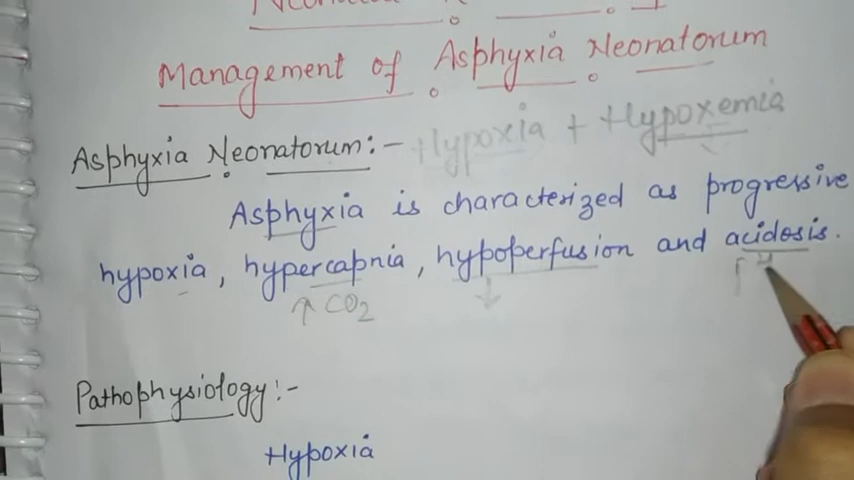 Management of Asphyxia Neonatorum
Asphyxia Neonatorum:- Hypoxia + Hypoxemia
Asphyxia is characterized as progressive
hypoxia, hypercapnia, hypoperfusion and acidosis.
↑ CO2 ↓
Pathophysiology:-
Hypoxia